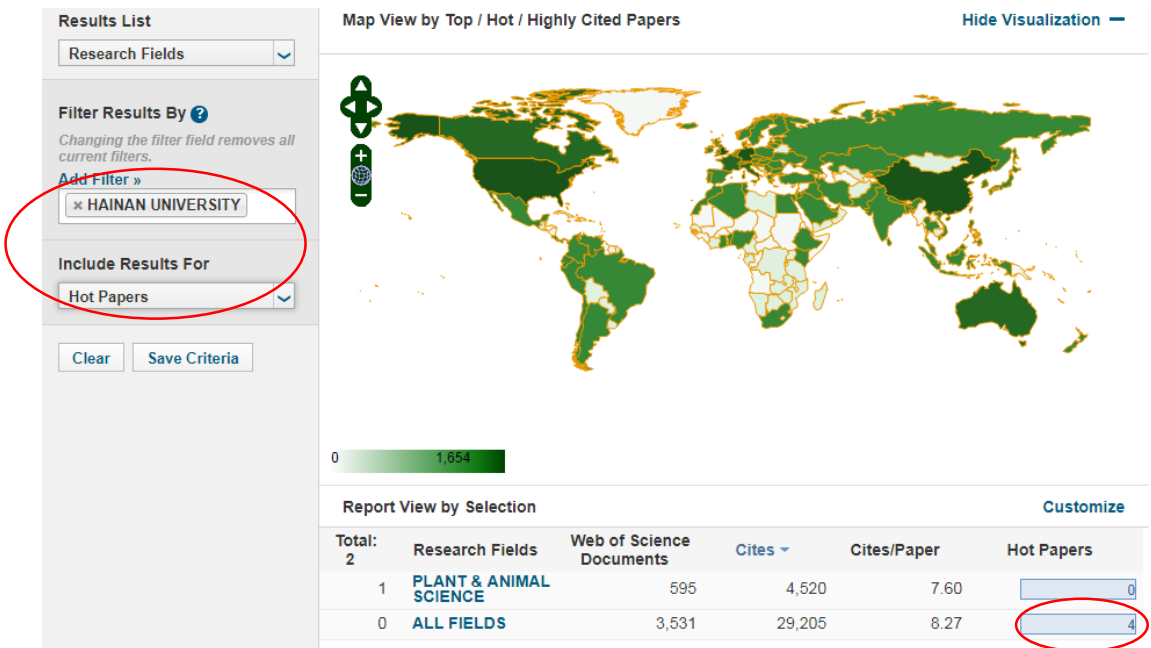 Results List
Research Fields
Filter Results By ?
Changing the filter field removes all
current filters.
Add Filter »
× HAINAN UNIVERSITY
Include Results For
Hot Papers
Clear Save Criteria
Map View by Top / Hot / Highly Cited Papers Hide Visualization −
+
−
0 1,654
Report View by Selection Customize
Total:
2 Research Fields Web of Science
Documents Cites Cites/Paper Hot Papers
1 PLANT & ANIMAL
SCIENCE 595 4,520 7.60 0
0 ALL FIELDS 3,531 29,205 8.27 4